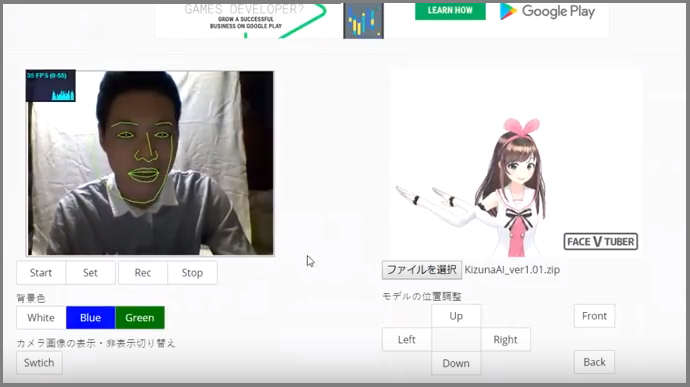 GAMES DEVELOPER?
GROW A SUCCESSFUL
BUSINESS ON GOOGLE PLAY
LEARN HOW
Google Play
35 FPS (0-55)
FACE V TUBER
Start
Set
Rec
Stop
ファイルを選択 KizunaAI_ver1.01.zip
背景色
White
Blue
Green
モデルの位置調整
Up
Front
Left
Right
Down
Back
カメラ画像の表示・非表示切り替え
Swtich